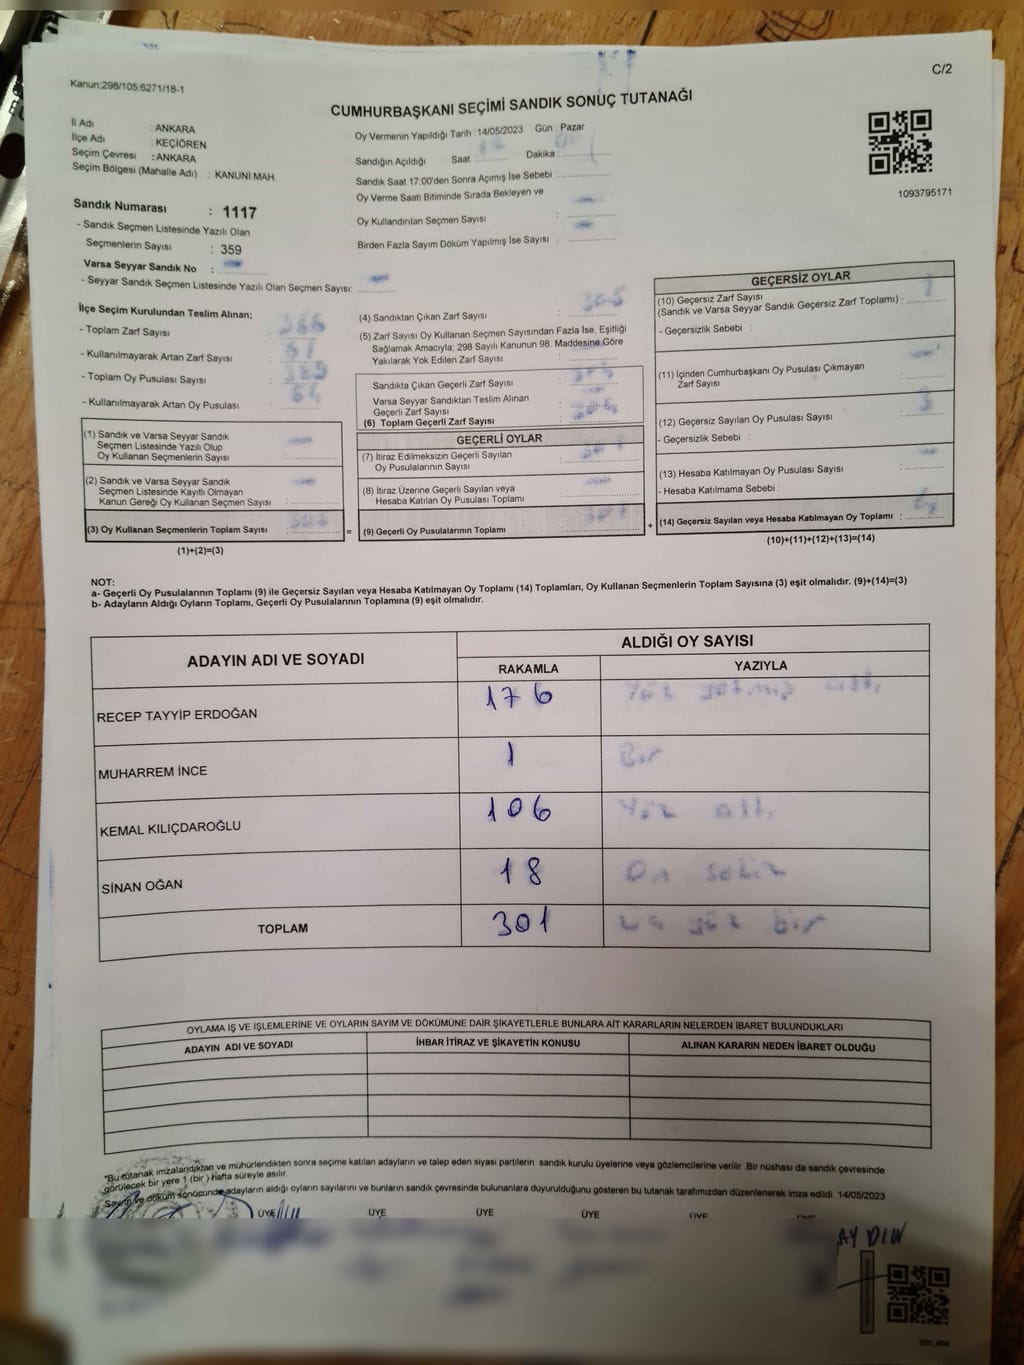 C/2
Kanun:298/105;6271/18-1
CUMHURBAŞKANI SEÇİMİ SANDIK SONUÇ TUTANAĞI
İl Adı : ANKARA
İlçe Adı : KEÇİÖREN
Seçim Çevresi : ANKARA
Seçim Bölgesi (Mahalle Adı) : KANUNİ MAH.
Oy Vermenin Yapıldığı Tarih : 14/05/2023 Gün : Pazar
Sandığın Açıldığı Saat Dakika :
Sandık Saat 17:00'den Sonra Açımış İse Sebebi :
Oy Verme Saati Bitiminde Sırada Bekleyen ve
Oy Kullandırılan Seçmen Sayısı :
Birden Fazla Sayım Döküm Yapılmış İse Sayısı :
1093795171
Sandık Numarası : 1117
- Sandık Seçmen Listesinde Yazılı Olan
Seçmenlerin Sayısı : 359
Varsa Seyyar Sandık No :
- Seyyar Sandık Seçmen Listesinde Yazılı Olan Seçmen Sayısı:
İlçe Seçim Kurulundan Teslim Alınan;
- Toplam Zarf Sayısı :
- Kullanılmayarak Artan Zarf Sayısı :
- Toplam Oy Pusulası Sayısı :
- Kullanılmayarak Artan Oy Pusulası :
(1) Sandık ve Varsa Seyyar Sandık
Seçmen Listesinde Yazılı Olup
Oy Kullanan Seçmenlerin Sayısı :
(2) Sandık ve Varsa Seyyar Sandık
Seçmen Listesinde Kayıtlı Olmayan
Kanun Gereği Oy Kullanan Seçmen Sayısı :
(3) Oy Kullanan Seçmenlerin Toplam Sayısı :
(1)+(2)=(3)
=
(4) Sandıktan Çıkan Zarf Sayısı :
(5) Zarf Sayısı Oy Kullanan Seçmen Sayısından Fazla İse, Eşitliği
Sağlamak Amacıyla; 298 Sayılı Kanunun 98. Maddesine Göre
Yakılarak Yok Edilen Zarf Sayısı :
Sandıkta Çıkan Geçerli Zarf Sayısı :
Varsa Seyyar Sandıktan Teslim Alınan
Geçerli Zarf Sayısı :
(6) Toplam Geçerli Zarf Sayısı :
GEÇERLİ OYLAR
(7) İtiraz Edilmeksizin Geçerli Sayılan
Oy Pusulalarının Sayısı :
(8) İtiraz Üzerine Geçerli Sayılan veya
Hesaba Katılan Oy Pusulası Toplamı :
(9) Geçerli Oy Pusulalarının Toplamı :
+
GEÇERSİZ OYLAR
(10) Geçersiz Zarf Sayısı
(Sandık ve Varsa Seyyar Sandık Geçersiz Zarf Toplamı) :
- Geçersizlik Sebebi :
(11) İçinden Cumhurbaşkanı Oy Pusulası Çıkmayan
Zarf Sayısı :
(12) Geçersiz Sayılan Oy Pusulası Sayısı :
- Geçersizlik Sebebi :
(13) Hesaba Katılmayan Oy Pusulası Sayısı :
- Hesaba Katılmama Sebebi :
(14) Geçersiz Sayılan veya Hesaba Katılmayan Oy Toplamı :
(10)+(11)+(12)+(13)=(14)
NOT:
a- Geçerli Oy Pusulalarının Toplamı (9) ile Geçersiz Sayılan veya Hesaba Katılmayan Oy Toplamı (14) Toplamları, Oy Kullanan Seçmenlerin Toplam Sayısına (3) eşit olmalıdır. (9)+(14)=(3)
b- Adayların Aldığı Oyların Toplamı, Geçerli Oy Pusulalarının Toplamına (9) eşit olmalıdır.
ADAYIN ADI VE SOYADI ALDIĞI OY SAYISI
RAKAMLA YAZIYLA
RECEP TAYYİP ERDOĞAN 176 Yüz yetmiş altı
MUHARREM İNCE 1 Bir
KEMAL KILIÇDAROĞLU 106 Yüz altı
SİNAN OĞAN 18 On sekiz
TOPLAM 301 Üç yüz bir
OYLAMA İŞ VE İŞLEMLERİNE VE OYLARIN SAYIM VE DÖKÜMÜNE DAİR ŞİKAYETLERLE BUNLARA AİT KARARLARIN NELERDEN İBARET BULUNDUKLARI
ADAYIN ADI VE SOYADI İHBAR İTİRAZ VE ŞİKAYETİN KONUSU ALINAN KARARIN NEDEN İBARET OLDUĞU
*Bu tutanak imzalandıktan ve mühürlendikten sonra seçime katılan adayların ve talep eden siyasi partilerin sandık kurulu üyelerine veya gözlemcilerine verilir .Bir nüshası da sandık çevresinde
görülecek bir yere 1 (bir ) hafta süreyle asılır.
Sayım ve döküm sonucunda adayların aldığı oyların sayılarını ve bunların sandık çevresinde bulunanlara duyurulduğunu gösteren bu tutanak tarafımızdan düzenlenerek imza edildi. 14/05/2023
ÜYE ÜYE ÜYE ÜYE ÜYE
AYDIN